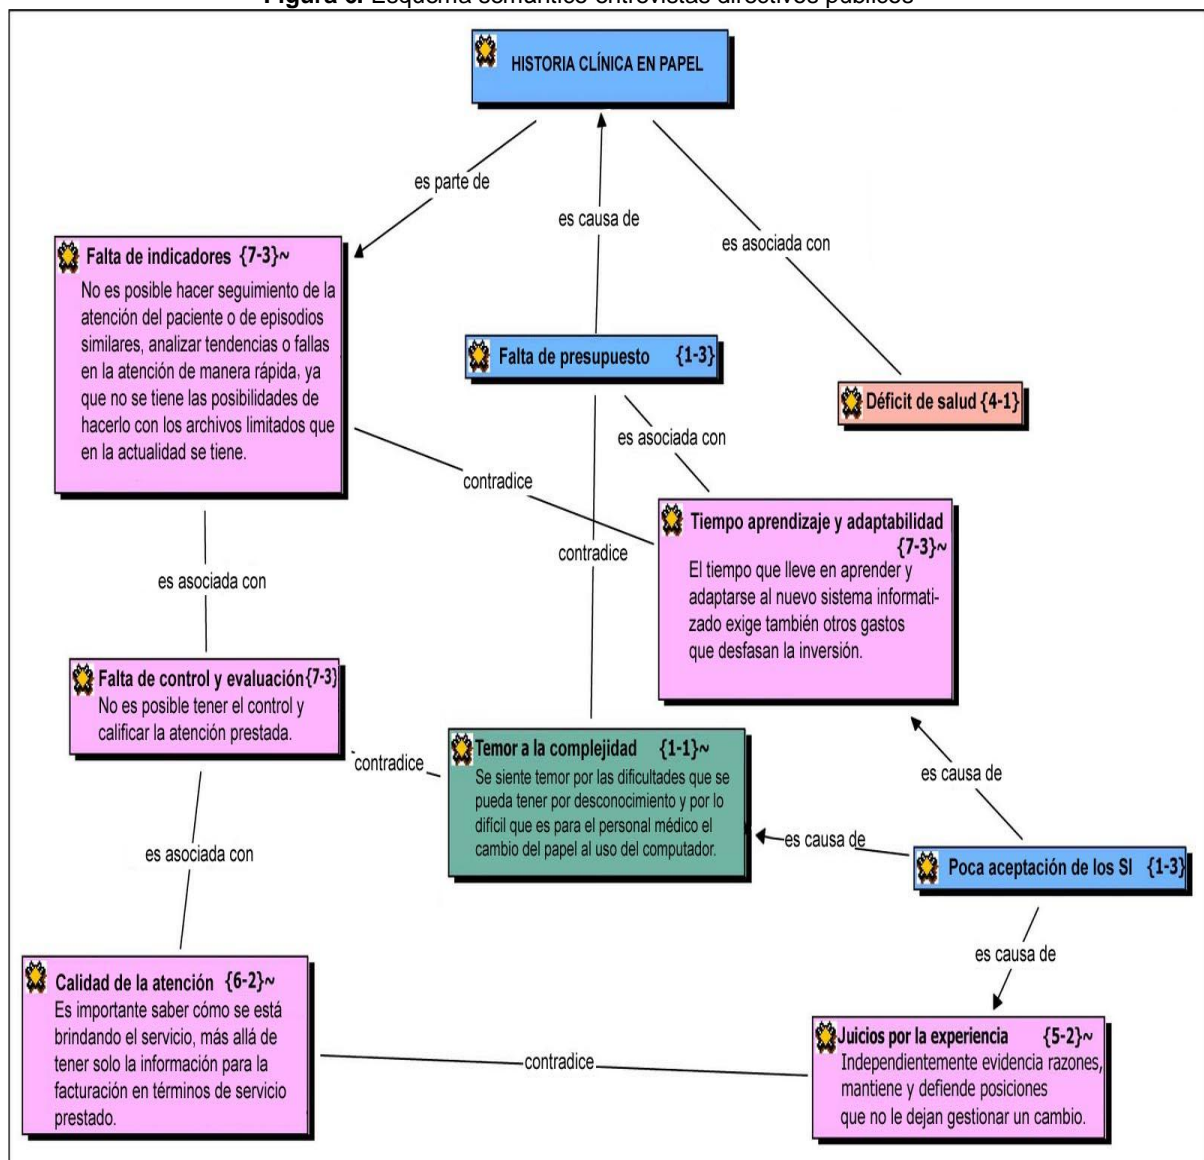 Figura 6. Esquema semántico entrevistas directivos públicos
HISTORIA CLÍNICA EN PAPEL
es parte de
es causa de
es asociada con
Falta de indicadores {7-3}~
No es posible hacer seguimiento de la
atención del paciente o de episodios
similares, analizar tendencias o fallas
en la atención de manera rápida, ya
que no se tiene las posibilidades de
hacerlo con los archivos limitados que
en la actualidad se tiene.
Falta de presupuesto {1-3}
Déficit de salud {4-1}
es asociada con
contradice
Tiempo aprendizaje y adaptabilidad
{7-3}~
El tiempo que lleve en aprender y
adaptarse al nuevo sistema informati-
zado exige también otros gastos
que desfasan la inversión.
contradice
es asociada con
Falta de control y evaluación {7-3}
No es posible tener el control y
calificar la atención prestada.
contradice
Temor a la complejidad {1-1}~
Se siente temor por las dificultades que se
pueda tener por desconocimiento y por lo
difícil que es para el personal médico el
cambio del papel al uso del computador.
es causa de
es causa de
Poca aceptación de los SI {1-3}
es asociada con
es causa de
Calidad de la atención {6-2}~
Es importante saber cómo se está
brindando el servicio, más allá de
tener solo la información para la
facturación en términos de servicio
prestado.
contradice
Juicios por la experiencia {5-2}~
Independientemente evidencia razones,
mantiene y defiende posiciones
que no le dejan gestionar un cambio.